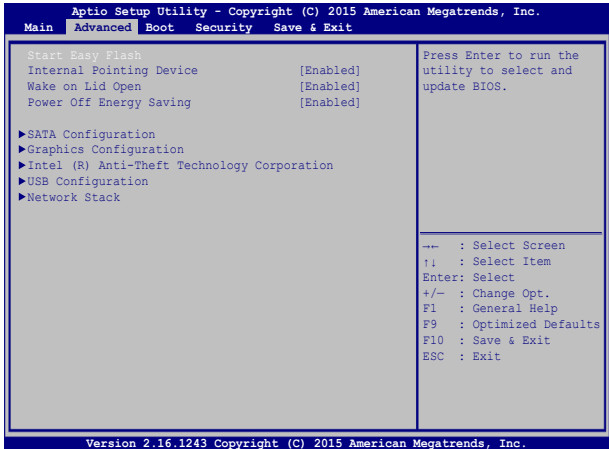 Aptio Setup Utility - Copyright (C) 2015 American Megatrends, Inc.
Main Advanced Boot Security Save & Exit
Start Easy Flash
Internal Pointing Device [Enabled]
Wake on Lid Open [Enabled]
Power Off Energy Saving [Enabled]
▶SATA Configuration
▶Graphics Configuration
▶Intel (R) Anti-Theft Technology Corporation
▶USB Configuration
▶Network Stack
Press Enter to run the
utility to select and
update BIOS.
→← : Select Screen
↑↓ : Select Item
Enter: Select
+/— : Change Opt.
F1 : General Help
F9 : Optimized Defaults
F10 : Save & Exit
ESC : Exit
Version 2.16.1243 Copyright (C) 2015 American Megatrends, Inc.